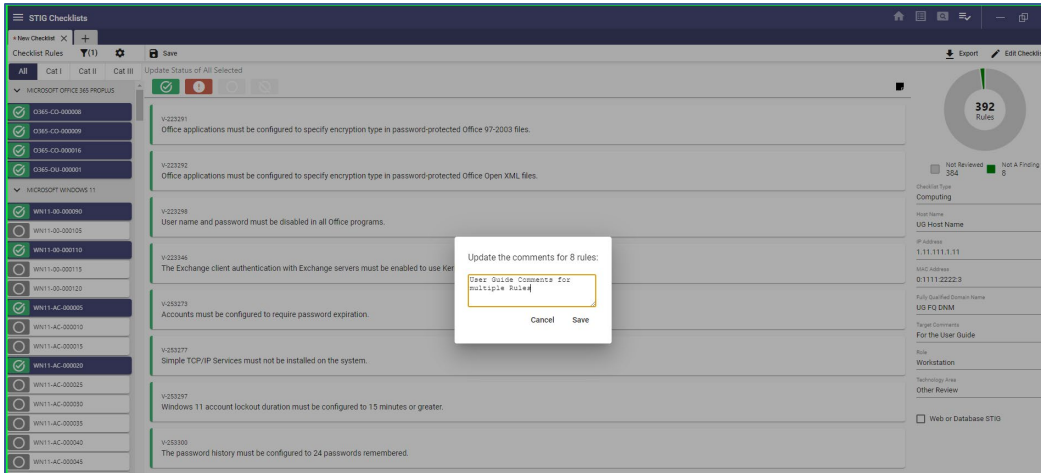 STIG Checklists
* New Checklist
Checklist Rules
(1)
Save
Export
Edit Checklis
All
Cat I
Cat II
Cat III
Update Status of All Selected
MICROSOFT OFFICE 365 PROPLUS
O365-CO-000008
O365-CO-000009
O365-CO-000016
O365-OU-000001
MICROSOFT WINDOWS 11
WN11-00-000090
WN11-00-000105
WN11-00-000110
WN11-00-000115
WN11-00-000120
WN11-AC-000005
WN11-AC-000010
WN11-AC-000015
WN11-AC-000020
WN11-AC-000025
WN11-AC-000030
WN11-AC-000035
WN11-AC-000040
WN11-AC-000045
V-223291
Office applications must be configured to specify encryption type in password-protected Office 97-2003 files.
V-223292
Office applications must be configured to specify encryption type in password-protected Office Open XML files.
V-223298
User name and password must be disabled in all Office programs.
V-223346
The Exchange client authentication with Exchange servers must be enabled to use Ker
V-253273
Accounts must be configured to require password expiration.
V-253277
Simple TCP/IP Services must not be installed on the system.
V-253297
Windows 11 account lockout duration must be configured to 15 minutes or greater.
V-253300
The password history must be configured to 24 passwords remembered.
Update the comments for 8 rules:
User Guide Comments for
multiple Rules
Cancel
Save
392
Rules
Not Reviewed
384
Not A Finding
8
Checklist Type
Computing
Host Name
UG Host Name
IP Address
1.11.111.1.11
MAC Address
0:1111:2222:3
Fully Qualified Domain Name
UG FQ DNM
Target Comments
For the User Guide
Role
Workstation
Technology Area
Other Review
Web or Database STIG